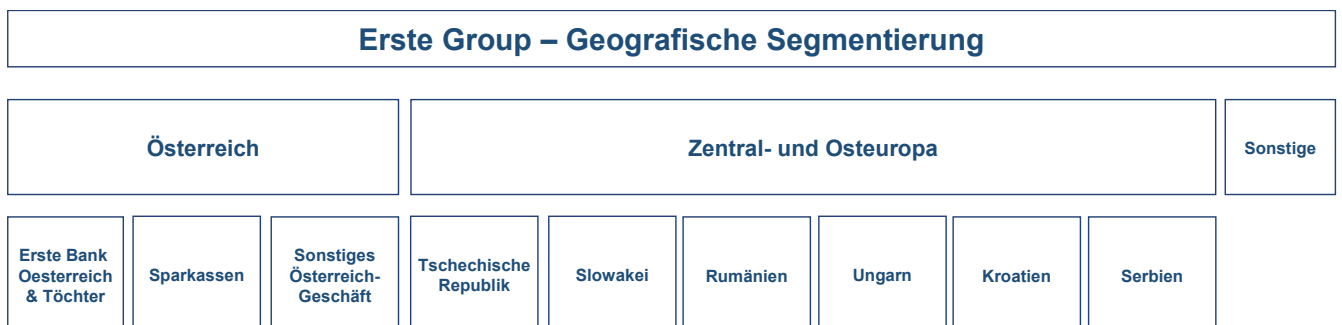 Erste Group – Geografische Segmentierung
Österreich
Zentral- und Osteuropa
Sonstige
Erste Bank
Oesterreich
& Töchter
Sparkassen
Sonstiges
Österreich-
Geschäft
Tschechische
Republik
Slowakei
Rumänien
Ungarn
Kroatien
Serbien